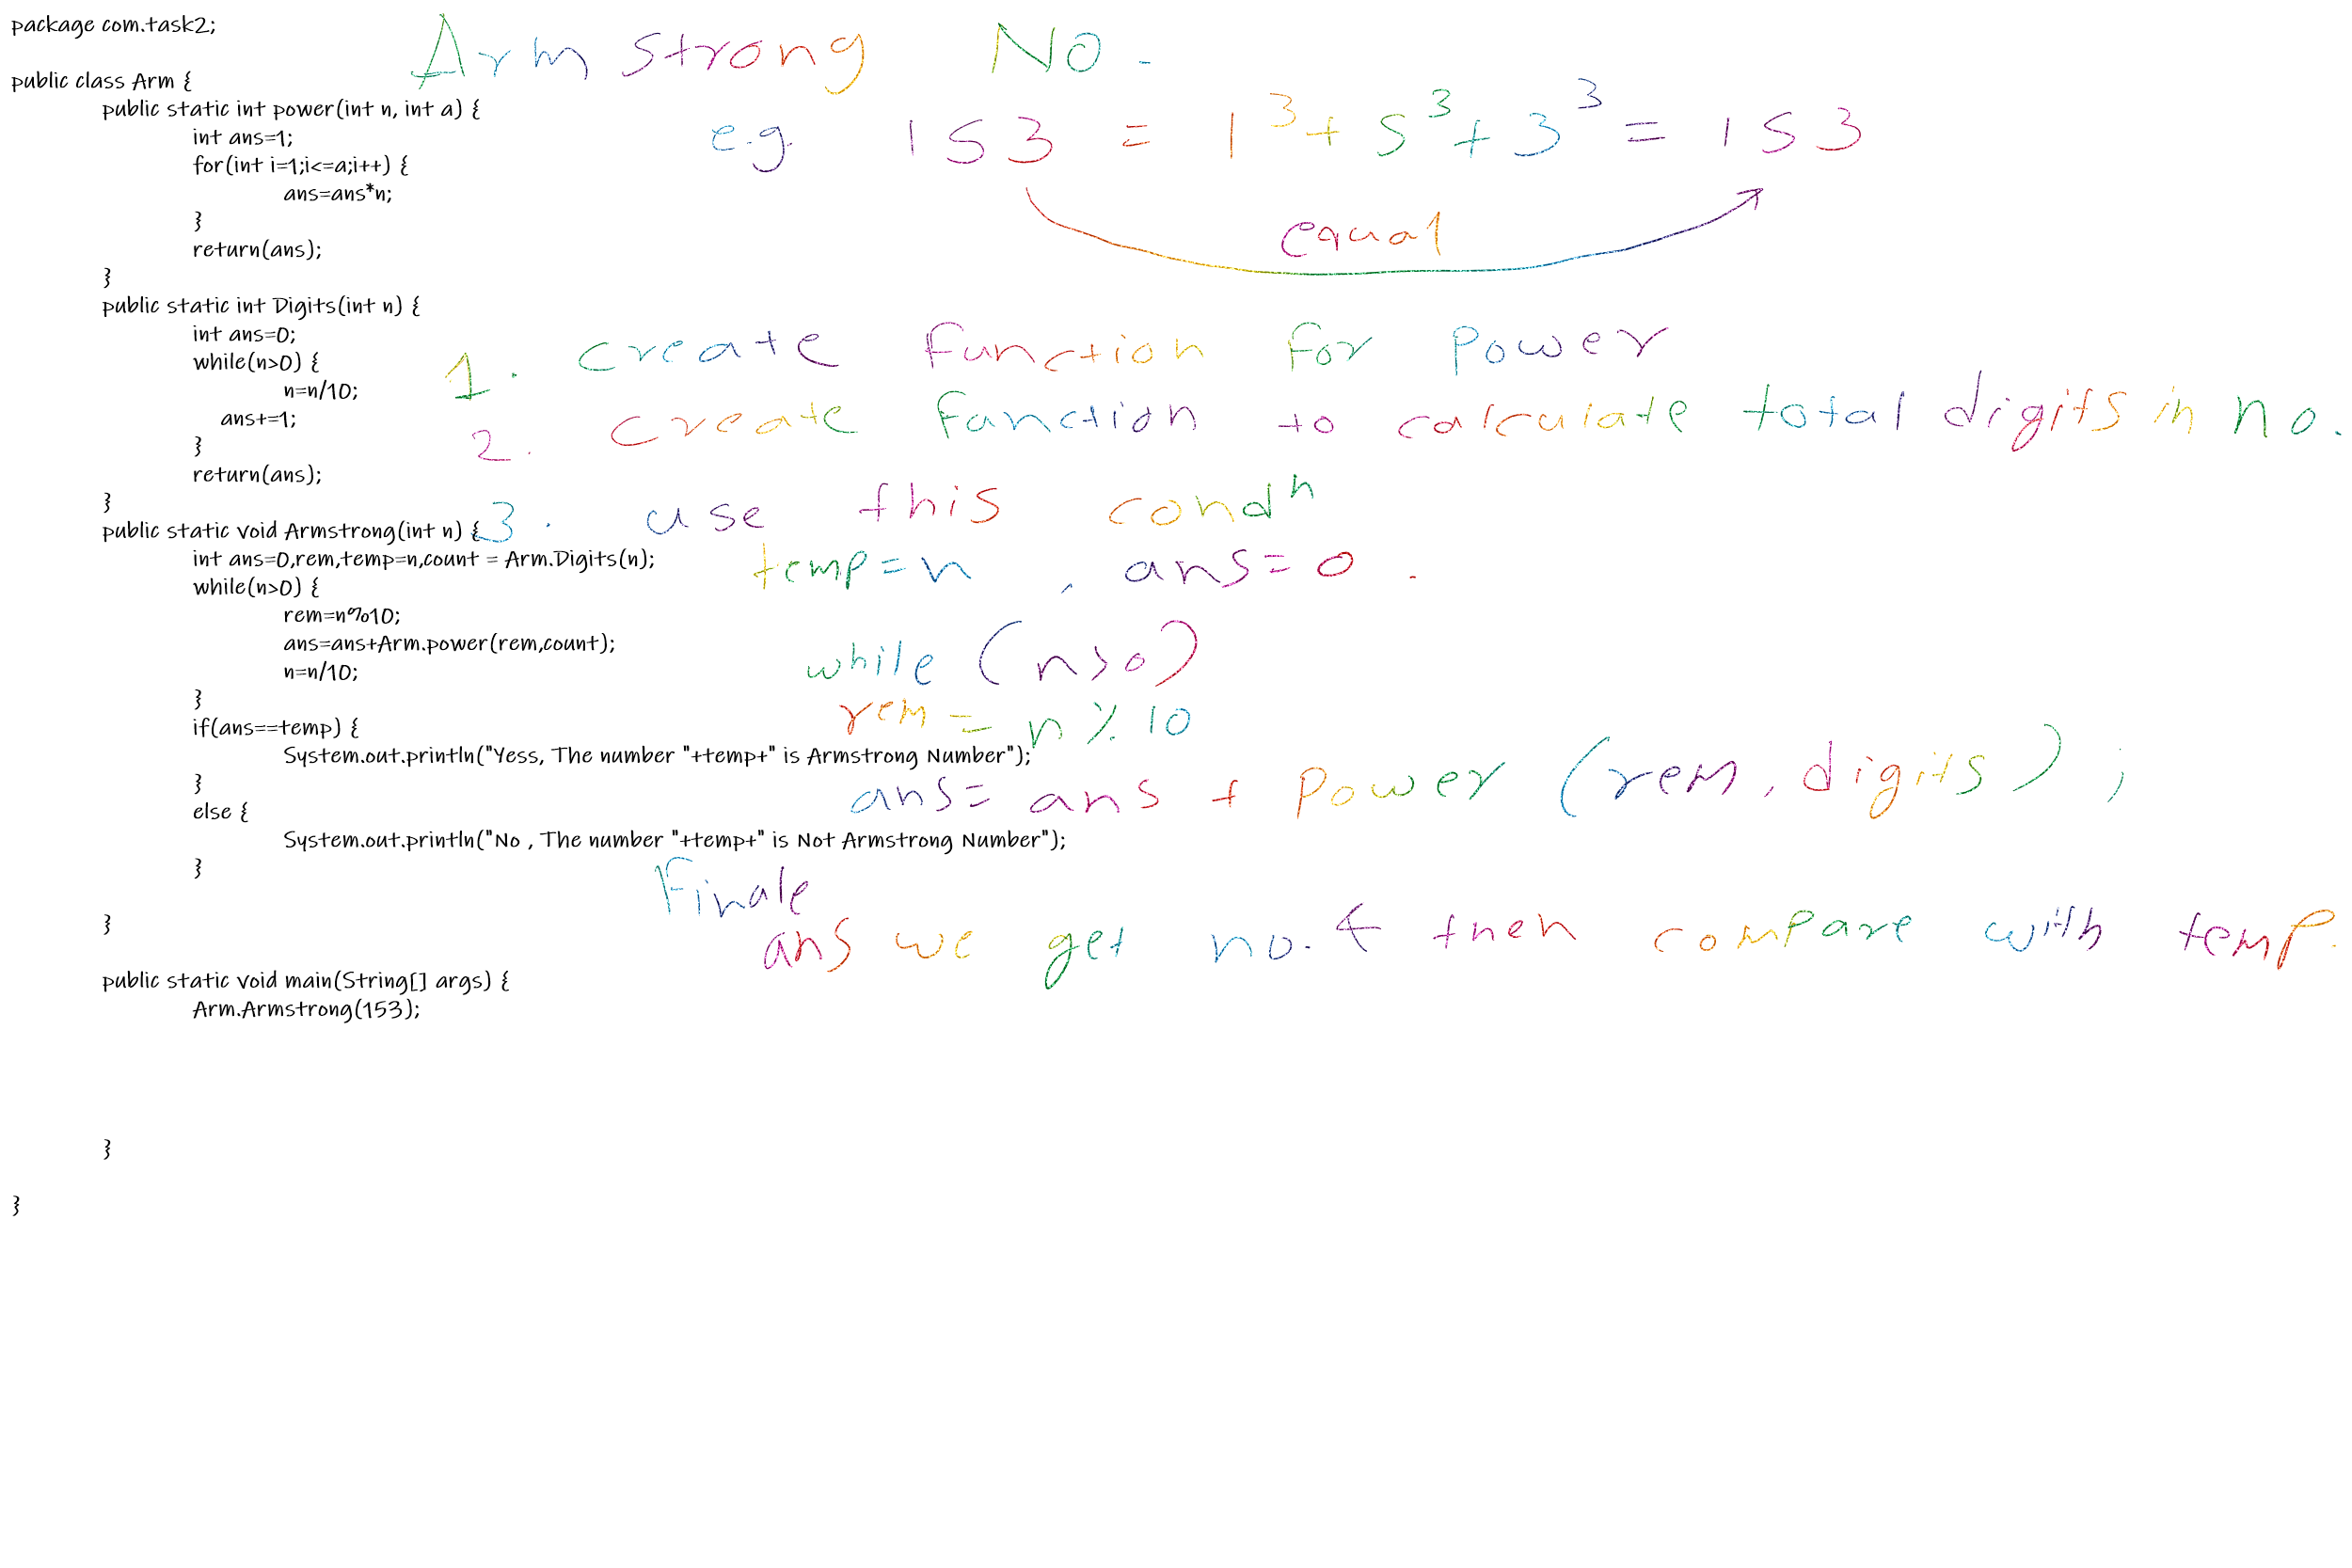 package com.task2;
Arm strong No.
public class Arm {
public static int power(int n, int a) {
e.g. 153 = 1³ + 5³ + 3³ = 153
int ans=1;
for(int i=1;i<=a;i++) {
ans=ans*n;
}
equal
return(ans);
}
public static int Digits(int n) {
int ans=0;
1. create function for power
while(n>0) {
n=n/10;
2. create function to calculate total digits in no.
ans+=1;
}
return(ans);
}
3. use this condⁿ
public static void Armstrong(int n) {
int ans=0,rem,temp=n,count = Arm.Digits(n);
temp=n , ans=0 .
while(n>0) {
rem=n%10;
ans=ans+Arm.power(rem,count);
while (n>0)
n=n/10;
}
rem = n % 10
if(ans==temp) {
System.out.println("Yess, The number "+temp+" is Armstrong Number");
}
ans= ans + Power (rem, digits) ;
else {
System.out.println("No , The number "+temp+" is Not Armstrong Number");
}
Finale
ans we get no. & then compare with temp.
}
public static void main(String[] args) {
Arm.Armstrong(153);
}
}